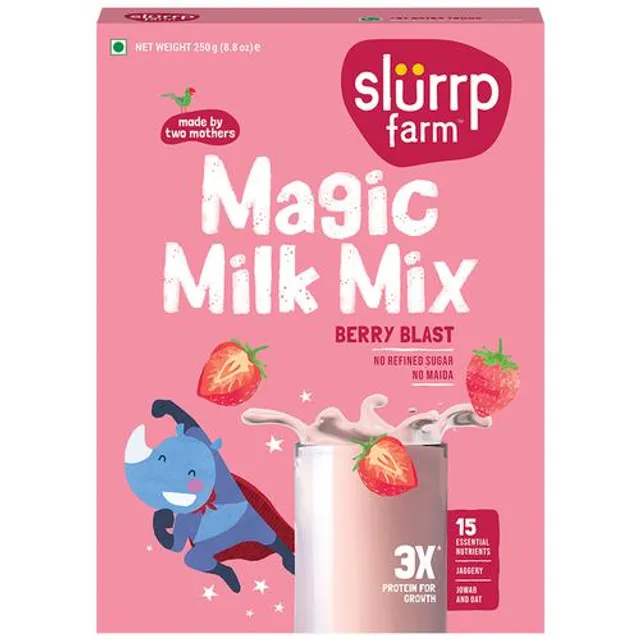 NET WEIGHT 250 g (8.8 oz) ℮
slürrp
farm™
made by
two mothers
Magic
Milk Mix
BERRY BLAST
NO REFINED SUGAR
NO MAIDA
3X*
PROTEIN FOR
GROWTH
15
ESSENTIAL
NUTRIENTS
JAGGERY
JOWAR
AND OAT